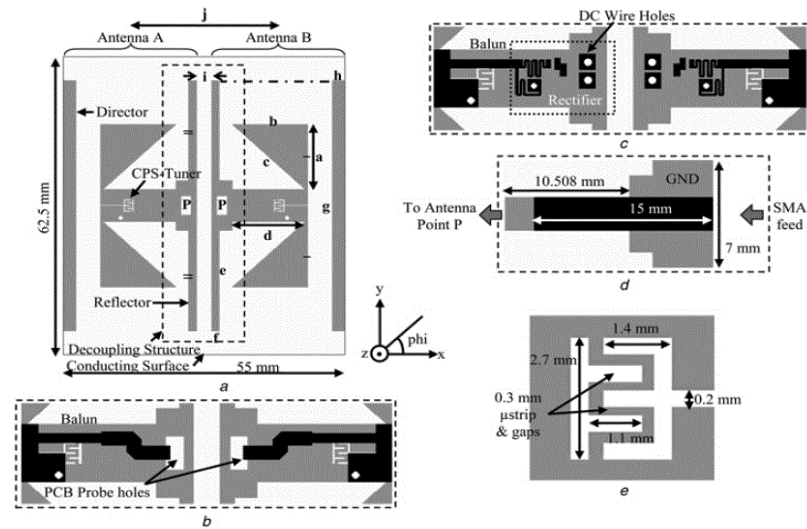 j
Antenna A
Antenna B
i
h
Director
b
a
c
CPS-Tuner
P
P
g
d
62.5 mm
e
Reflector
f
Decoupling Structure
Conducting Surface
55 mm
a
y
phi
z
x
Balun
PCB Probe holes
b
DC Wire Holes
Balun
Rectifier
c
10.508 mm
GND
To Antenna
Point P
15 mm
SMA
feed
7 mm
d
1.4 mm
2.7 mm
0.3 mm
µstrip
& gaps
0.2 mm
1.1 mm
e